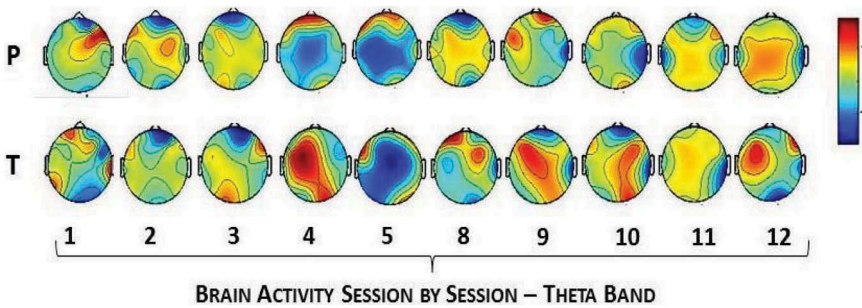 P
T
1 2 3 4 5 8 9 10 11 12
BRAIN ACTIVITY SESSION BY SESSION – THETA BAND